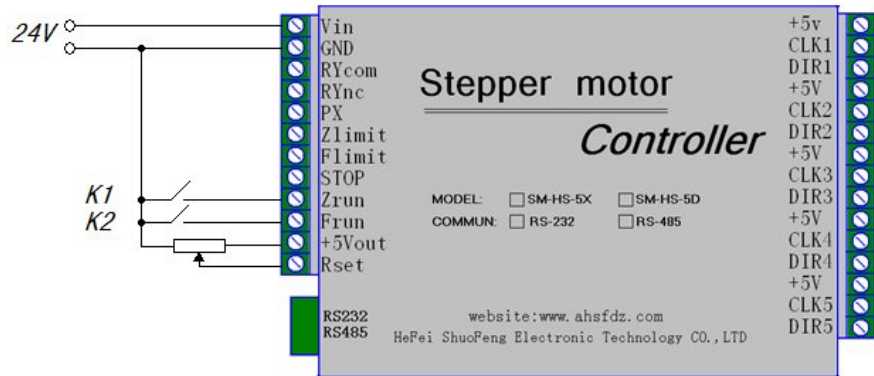 24V
K1
K2
Vin
GND
RYcom
RYnc
PX
Zlimit
Flimit
STOP
Zrun
Frun
+5Vout
Rset
RS232
RS485
Stepper motor
Controller
MODEL: SM-HS-5X SM-HS-5D
COMMUN: RS-232 RS-485
website:www.ahsfdz.com
HeFei ShuoFeng Electronic Technology CO.,LTD
+5v
CLK1
DIR1
+5V
CLK2
DIR2
+5V
CLK3
DIR3
+5V
CLK4
DIR4
+5V
CLK5
DIR5